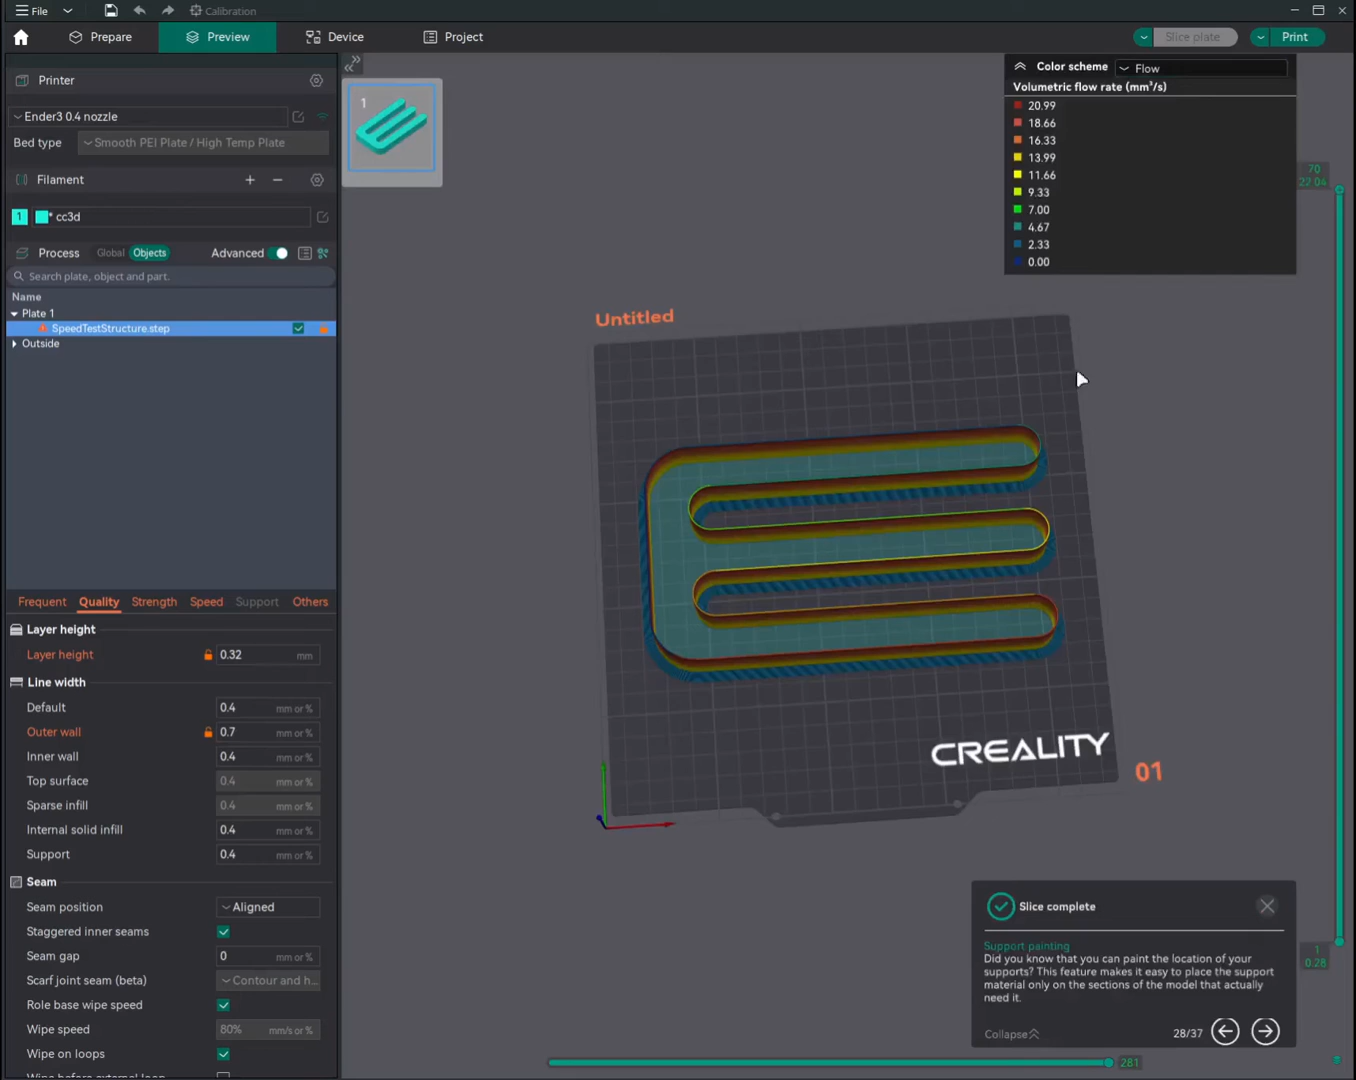 File
Calibration
Prepare
Preview
Device
Project
Slice plate
Print
Printer
Ender3 0.4 nozzle
Bed type
Smooth PEI Plate / High Temp Plate
Filament
1
* cc3d
Process
Global
Objects
Advanced
Search plate, object and part.
Name
Plate 1
SpeedTestStructure.step
Outside
Frequent
Quality
Strength
Speed
Support
Others
Layer height
Layer height
0.32
mm
Line width
Default
0.4
mm or %
Outer wall
0.7
mm or %
Inner wall
0.4
mm or %
Top surface
0.4
mm or %
Sparse infill
0.4
mm or %
Internal solid infill
0.4
mm or %
Support
0.4
mm or %
Seam
Seam position
Aligned
Staggered inner seams
Seam gap
0
mm or %
Scarf joint seam (beta)
Contour and h...
Role base wipe speed
Wipe speed
80%
mm/s or %
Wipe on loops
1
Color scheme
Flow
Volumetric flow rate (mm³/s)
20.99
18.66
16.33
13.99
11.66
9.33
7.00
4.67
2.33
0.00
70
22.04
Untitled
CREALITY
01
Slice complete
Support painting
Did you know that you can paint the location of your
supports? This feature makes it easy to place the support
material only on the sections of the model that actually
need it.
Collapse
28/37
1
0.28
281